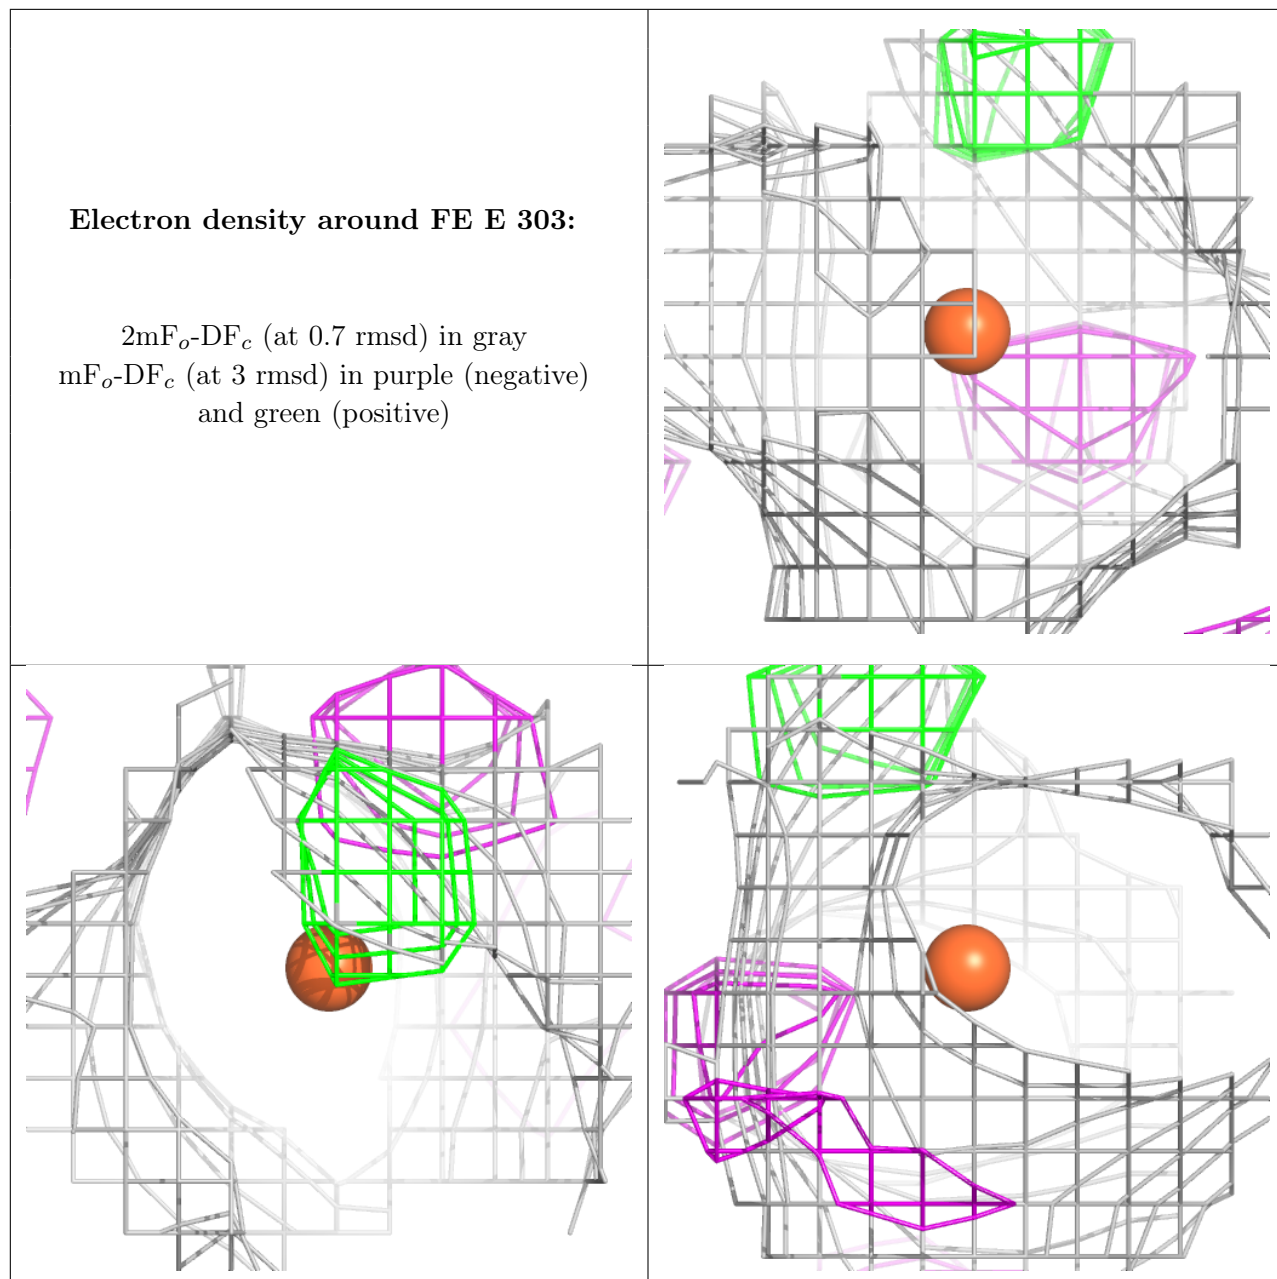 Electron density around FE E 303:
2mFo-DFc (at 0.7 rmsd) in gray
mFo-DFc (at 3 rmsd) in purple (negative)
and green (positive)